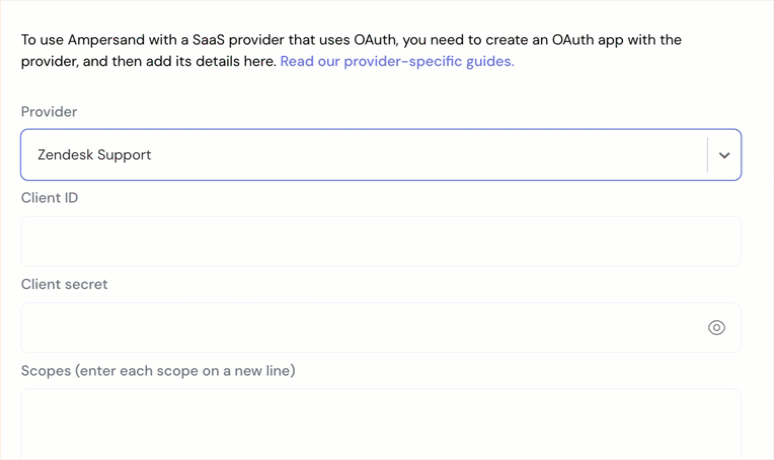 To use Ampersand with a SaaS provider that uses OAuth, you need to create an OAuth app with the
provider, and then add its details here. Read our provider-specific guides.
Provider
Zendesk Support
Client ID
Client secret
Scopes (enter each scope on a new line)